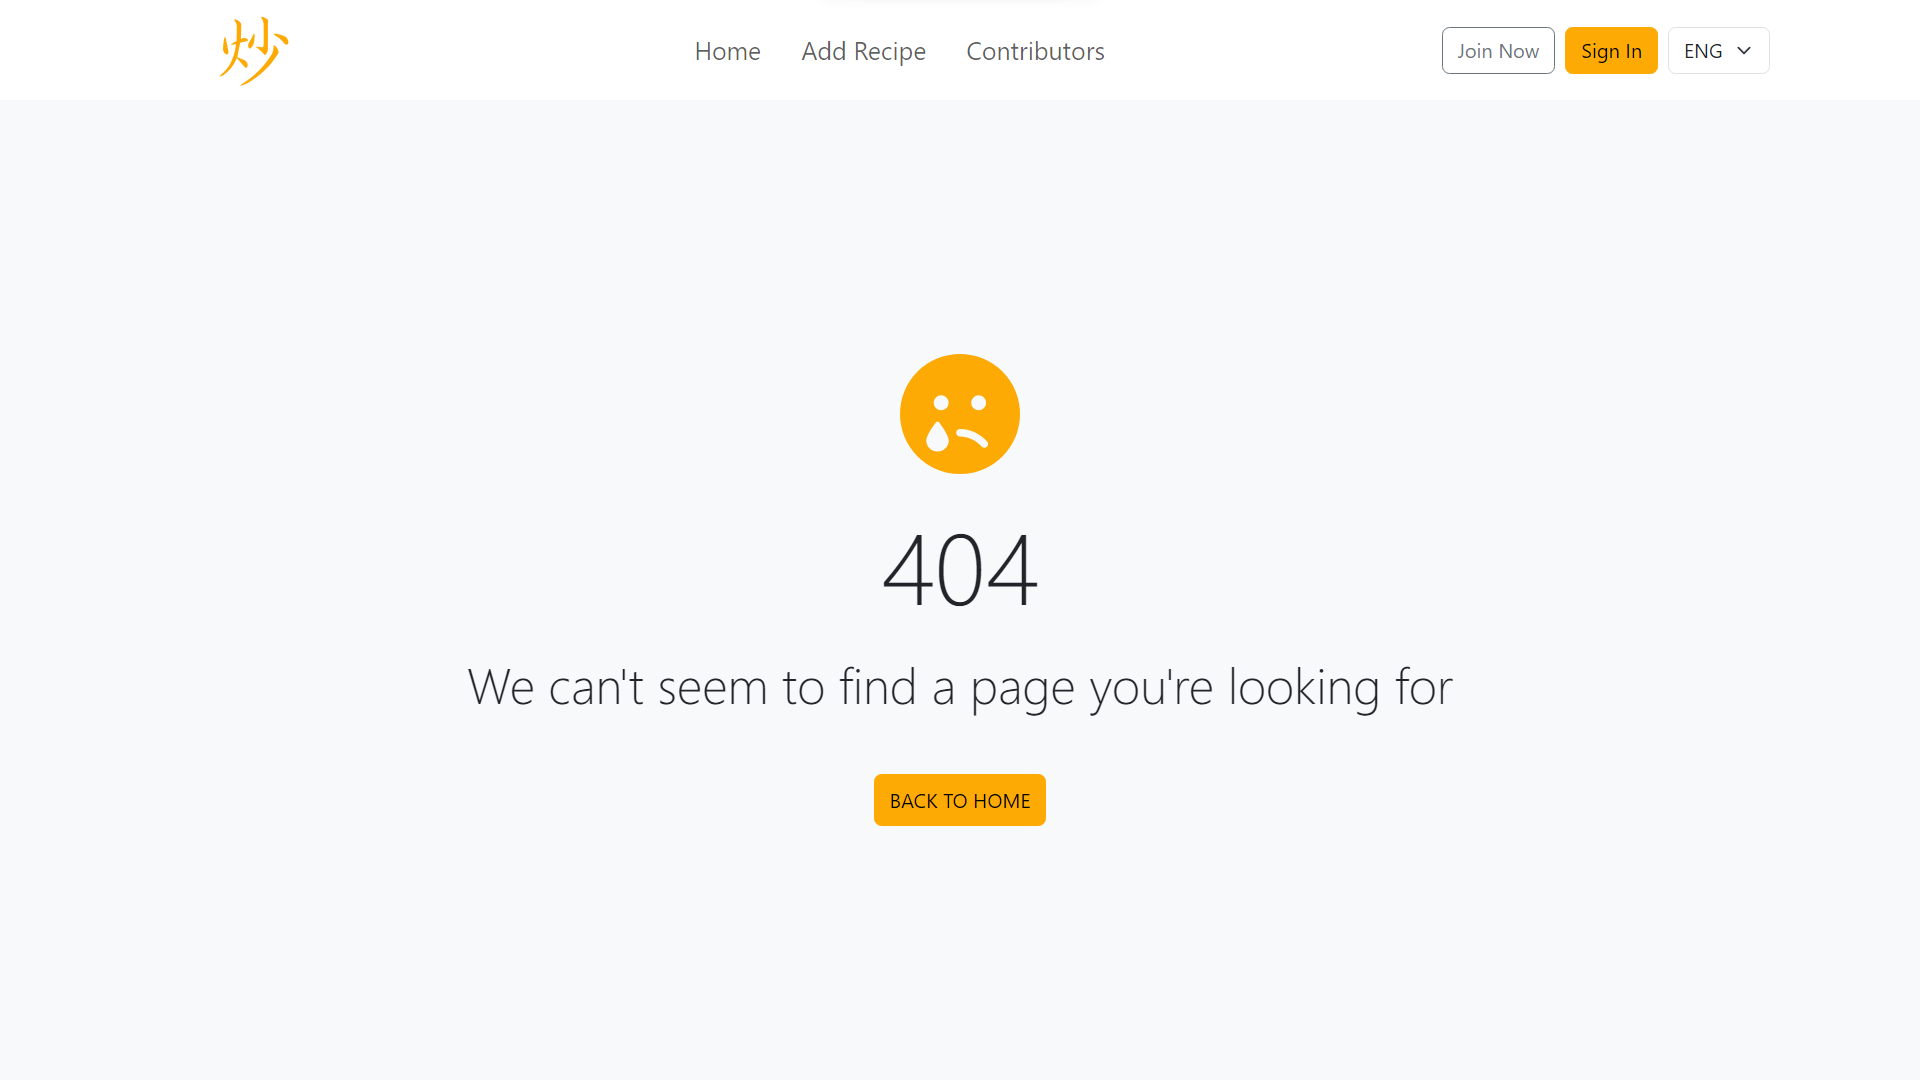 炒
Home Add Recipe Contributors Join Now Sign In ENG
404
We can't seem to find a page you're looking for
BACK TO HOME